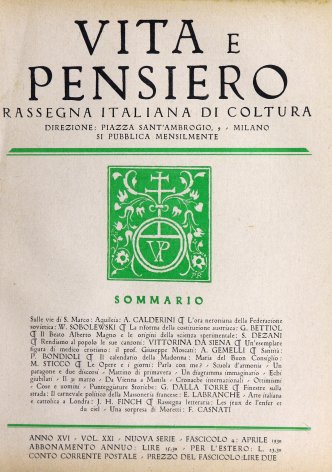 VITA E
PENSIERO
RASSEGNA ITALIANA DI COLTURA
DIREZIONE: PIAZZA SANT'AMBROGIO, 9 - MILANO
SI PUBBLICA MENSILMENTE
VP
SOMMARIO
Sulle vie di S. Marco: Aquileia: A. CALDERINI ❡ L'ora neroniana della Federazione
sovietica: W. SOBOLEWSKI ❡ La riforma della costituzione austriaca: G. BETTIOL
❡ Il Beato Alberto Magno e le origini della scienza sperimentale: S. DEZANI
❡ Rendiamo al popolo le sue canzoni: VITTORINA DA SIENA ❡ Un'esemplare
figura di medico cristiano: il prof. Giuseppe Moscati: A. GEMELLI ❡ Santità:
P. BONDIOLI ❡ Il calendario della Madonna: Maria del Buon Consiglio:
M. STICCO ❡ Le Opere e i giorni: Parla con me? - Scuola d'armonia - Un
paragone e due discorsi - Mattino di primavera - Un diagramma immaginario - Echi
giubilari - Il 9 marzo - Da Vienna a Manila - Cronache internazionali - Ottimismo
- Cose e uomini - Punteggiature Storiche: G. DALLA TORRE ❡ Finestre sulla
strada: Il carnevale politico della Massoneria francese: E. LABRANCHE - Arte italiana
e cattolica a Londra: J. H. FINCH ❡ Rassegna letteraria: Les jeux de l'enfer et
du ciel - Una sorpresa di Moretti: F. CASNATI
ANNO XVI - VOL. XXI - NUOVA SERIE - FASCICOLO 4: APRILE 1930
ABBONAMENTO ANNUO: LIRE - PER L'ESTERO: L.
CONTO CORRENTE POSTALE - PREZZO DEL FASCICOLO: LIRE DUE